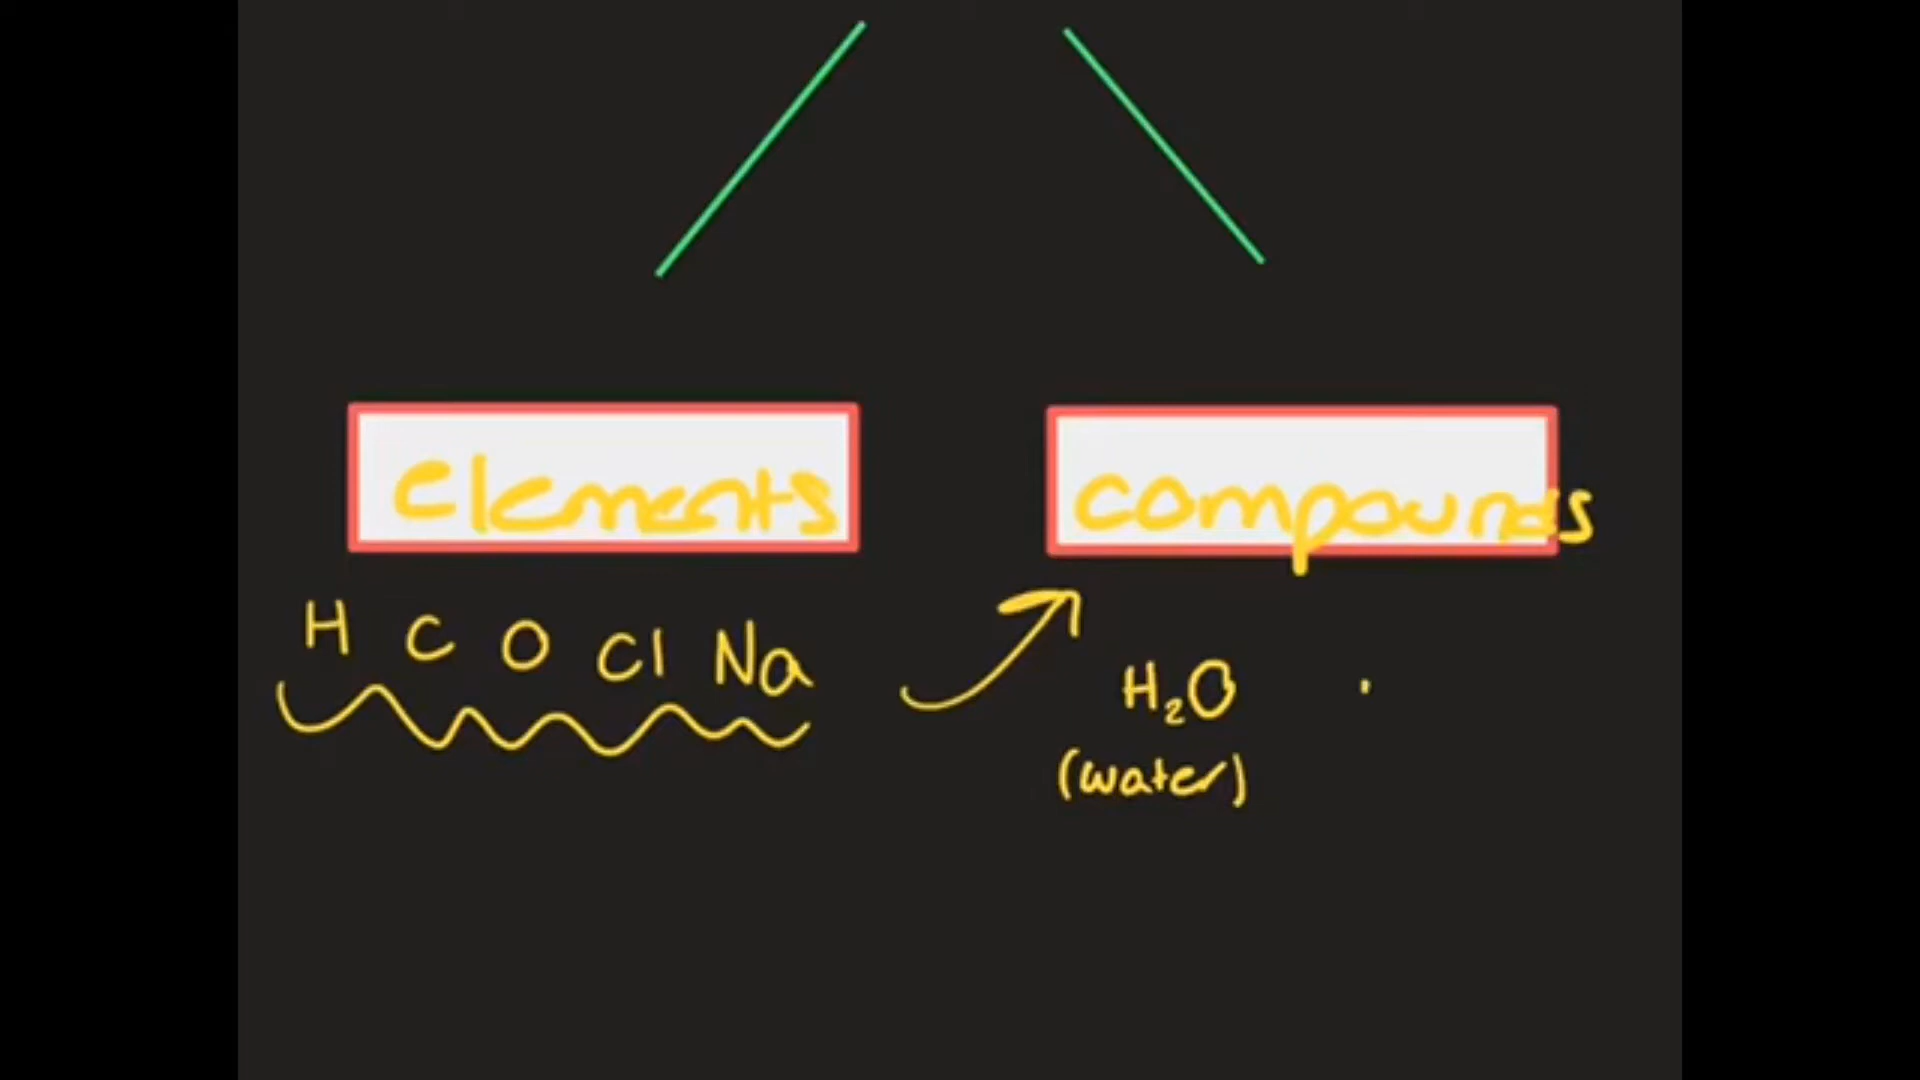 elements
compounds
H C O Cl Na
H₂O
(water)